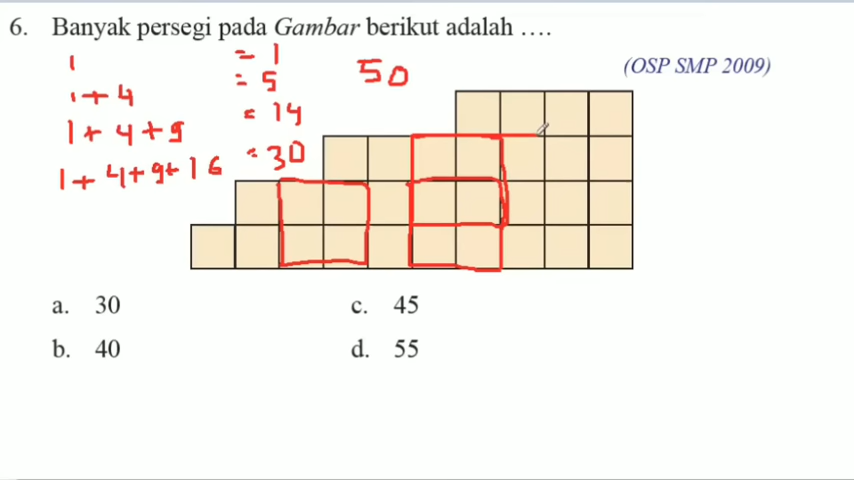 6. Banyak persegi pada Gambar berikut adalah ….
(OSP SMP 2009)
1 = 1
1 + 4 = 5
1 + 4 + 9 = 14
1 + 4 + 9 + 16 = 30
50
a. 30
b. 40
c. 45
d. 55